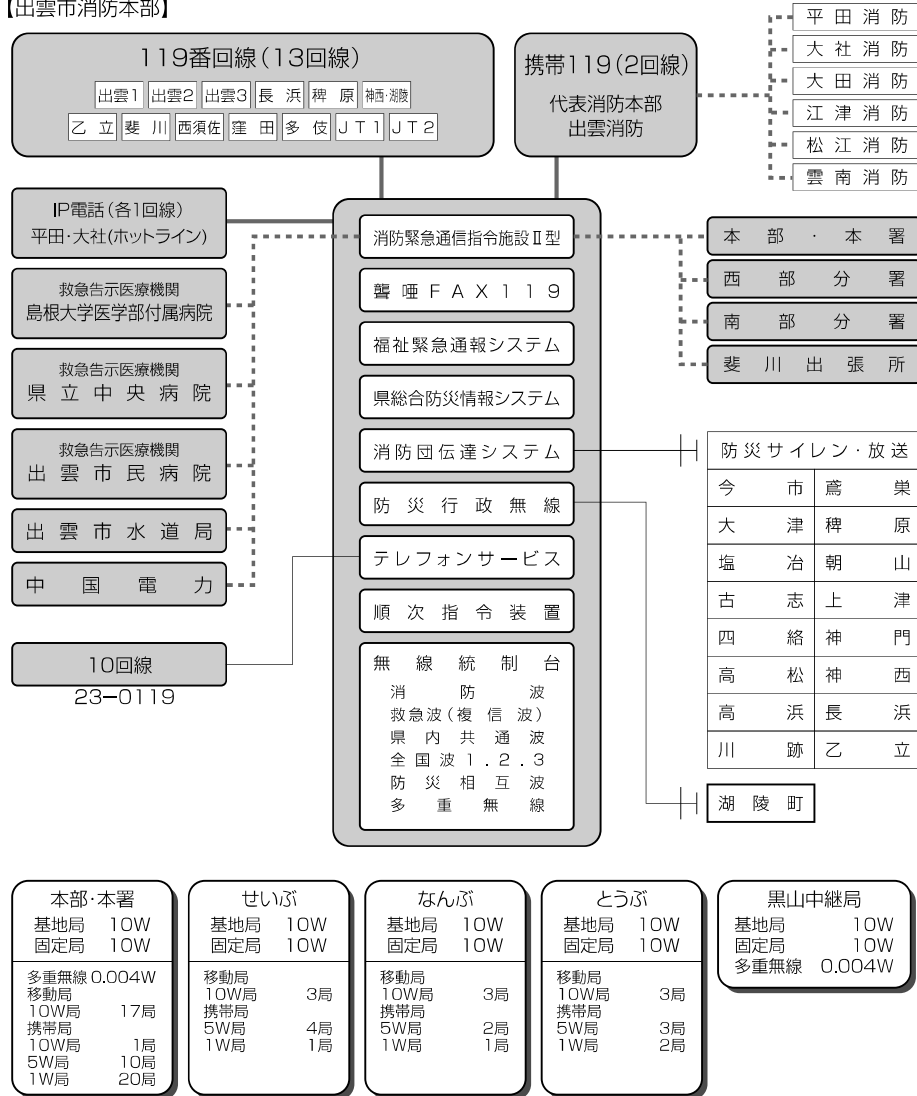 【出雲市消防本部】
119番回線(13回線)
出雲1 出雲2 出雲3 長浜 稗原 神西・湖陵
乙立 斐川 西須佐 窪田 多伎 JT1 JT2
携帯119(2回線)
代表消防本部
出雲消防
平田消防
大社消防
大田消防
江津消防
松江消防
雲南消防
IP電話(各1回線)
平田・大社(ホットライン)
救急告示医療機関
島根大学医学部付属病院
救急告示医療機関
県立中央病院
救急告示医療機関
出雲市民病院
出雲市水道局
中国電力
10回線
23-0119
消防緊急通信指令施設Ⅱ型
聾唖FAX119
福祉緊急通報システム
県総合防災情報システム
消防団伝達システム
防災行政無線
テレフォンサービス
順次指令装置
無線統制台
消防波
救急波(複信波)
県内共通波
全国波1.2.3
防災相互波
多重無線
本部・本署
西部分署
南部分署
斐川出張所
防災サイレン・放送
今市 鳶巣
大津 稗原
塩冶 朝山
古志 上津
四絡 神門
高松 神西
高浜 長浜
川跡 乙立
湖陵町
本部・本署
基地局 10W
固定局 10W
多重無線 0.004W
移動局
10W局 17局
携帯局
10W局 1局
5W局 10局
1W局 20局
せいぶ
基地局 10W
固定局 10W
移動局
10W局 3局
携帯局
5W局 4局
1W局 1局
なんぶ
基地局 10W
固定局 10W
移動局
10W局 3局
携帯局
5W局 2局
1W局 1局
とうぶ
基地局 10W
固定局 10W
移動局
10W局 3局
携帯局
5W局 3局
1W局 2局
黒山中継局
基地局 10W
固定局 10W
多重無線 0.004W